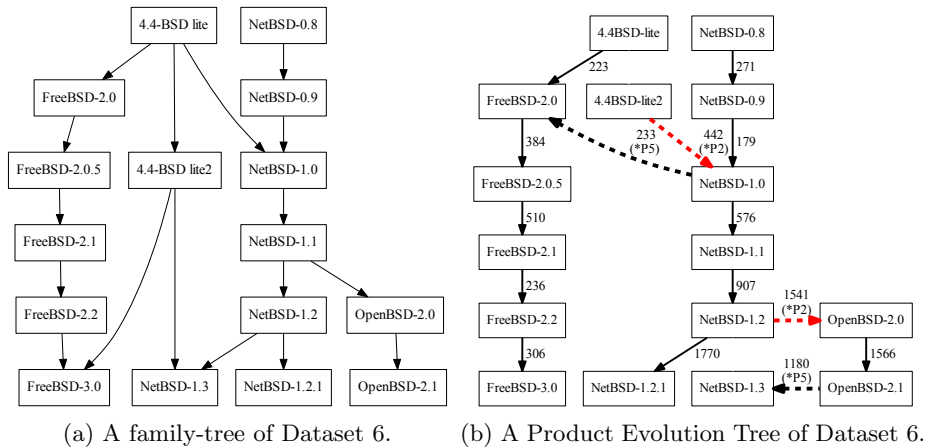 4.4-BSD lite
NetBSD-0.8
FreeBSD-2.0
NetBSD-0.9
FreeBSD-2.0.5
4.4-BSD lite2
NetBSD-1.0
FreeBSD-2.1
NetBSD-1.1
FreeBSD-2.2
NetBSD-1.2
OpenBSD-2.0
FreeBSD-3.0
NetBSD-1.3
NetBSD-1.2.1
OpenBSD-2.1
(a) A family-tree of Dataset 6.
4.4BSD-lite
NetBSD-0.8
223
271
FreeBSD-2.0
4.4BSD-lite2
NetBSD-0.9
384
233
(*P5)
442
(*P2)
179
FreeBSD-2.0.5
NetBSD-1.0
510
576
FreeBSD-2.1
NetBSD-1.1
236
907
1541
(*P2)
FreeBSD-2.2
NetBSD-1.2
OpenBSD-2.0
306
1770
1180
(*P5)
1566
FreeBSD-3.0
NetBSD-1.2.1
NetBSD-1.3
OpenBSD-2.1
(b) A Product Evolution Tree of Dataset 6.